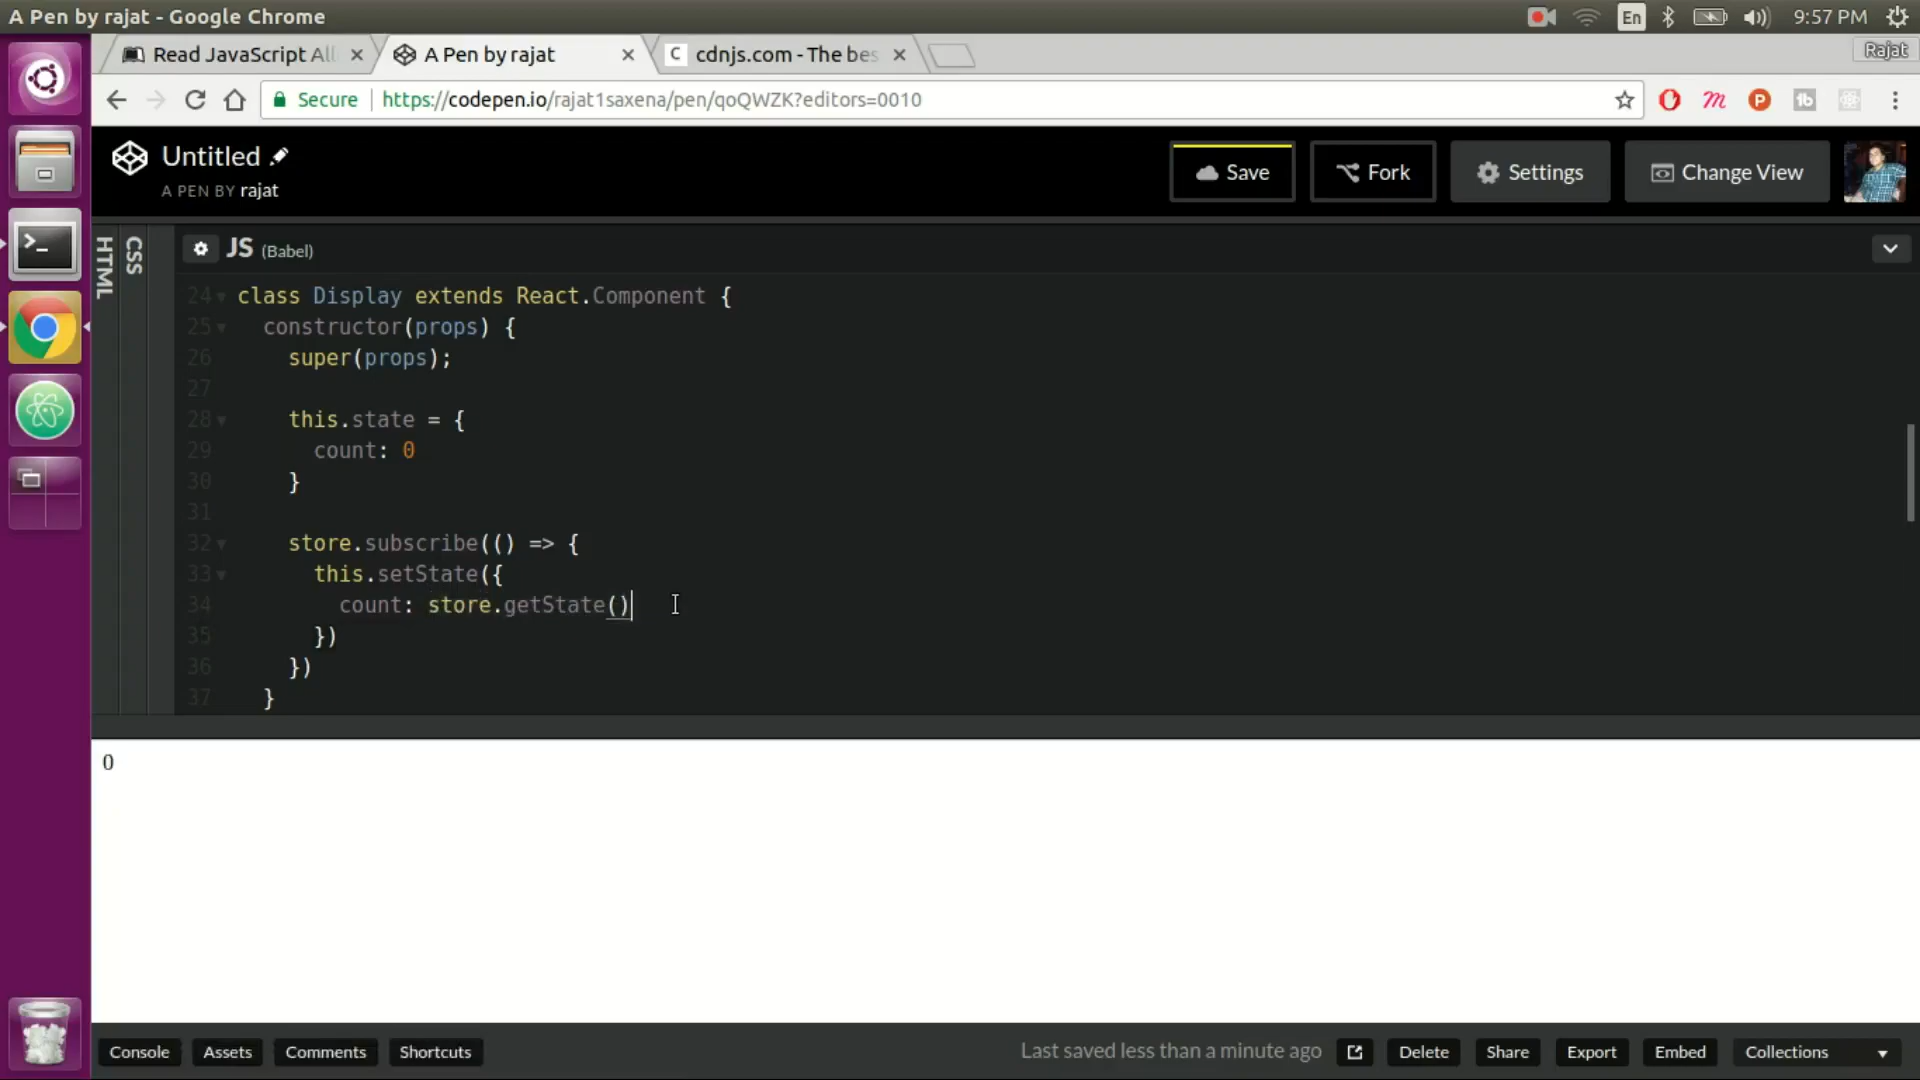 A Pen by rajat - Google Chrome
En
9:57 PM
Read JavaScript All
A Pen by rajat
C cdnjs.com - The bes
Rajat
Secure https://codepen.io/rajat1saxena/pen/qoQWZK?editors=0010
Untitled
A PEN BY rajat
Save
Fork
Settings
Change View
HTML
CSS
JS (Babel)
24 class Display extends React.Component {
25 constructor(props) {
26 super(props);
27
28 this.state = {
29 count: 0
30 }
31
32 store.subscribe(() => {
33 this.setState({
34 count: store.getState()
35 })
36 })
37 }
0
Console
Assets
Comments
Shortcuts
Last saved less than a minute ago
Delete
Share
Export
Embed
Collections